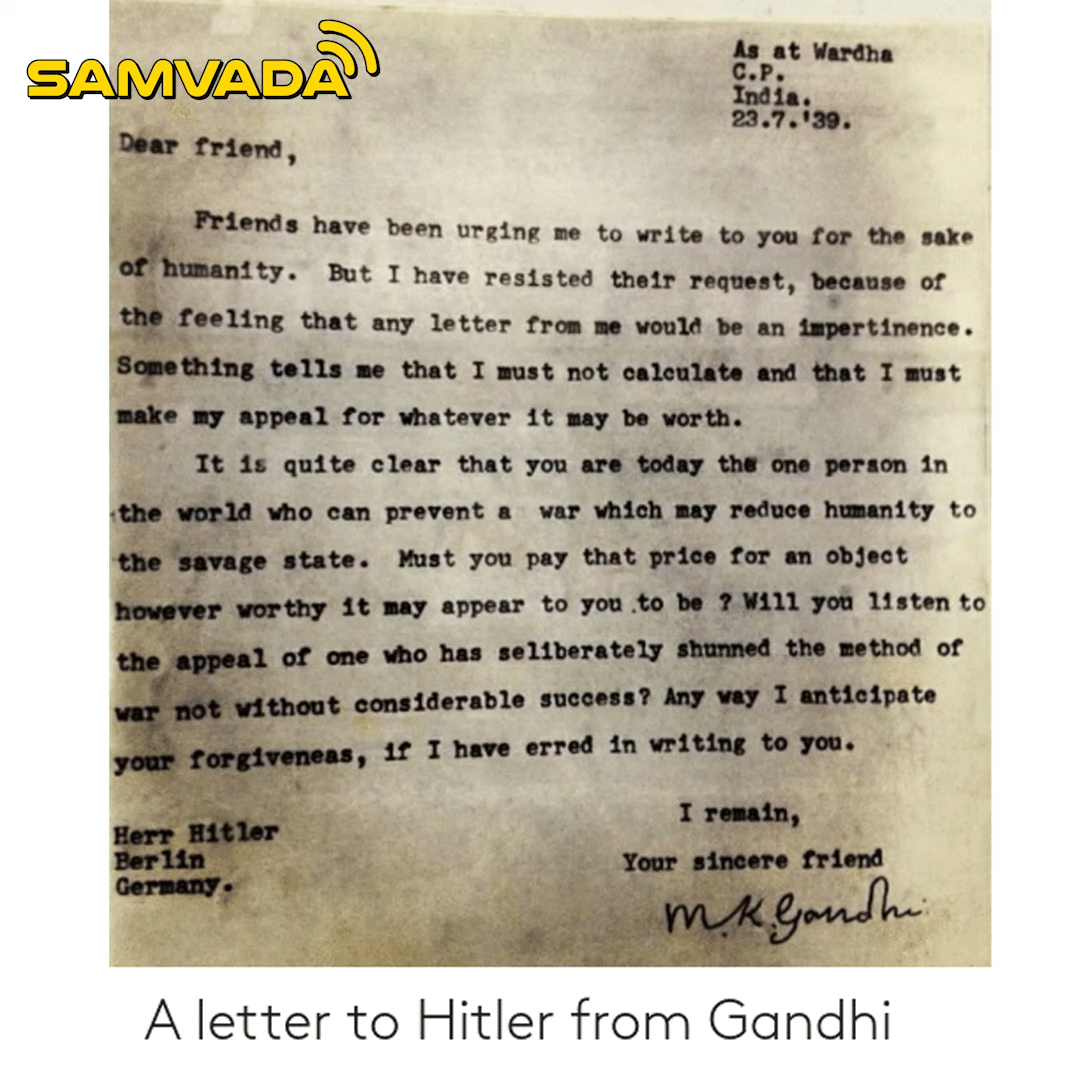 SAMVADA
As at Wardha
C.P.
India.
23.7.'39.
Dear friend,
Friends have been urging me to write to you for the sake
of humanity. But I have resisted their request, because of
the feeling that any letter from me would be an impertinence.
Something tells me that I must not calculate and that I must
make my appeal for whatever it may be worth.
It is quite clear that you are today the one person in
the world who can prevent a war which may reduce humanity to
the savage state. Must you pay that price for an object
however worthy it may appear to you to be ? Will you listen to
the appeal of one who has seliberately shunned the method of
war not without considerable success? Any way I anticipate
your forgiveneas, if I have erred in writing to you.
I remain,
Herr Hitler
Berlin
Germany.
Your sincere friend
M.K.Gandhi
A letter to Hitler from Gandhi